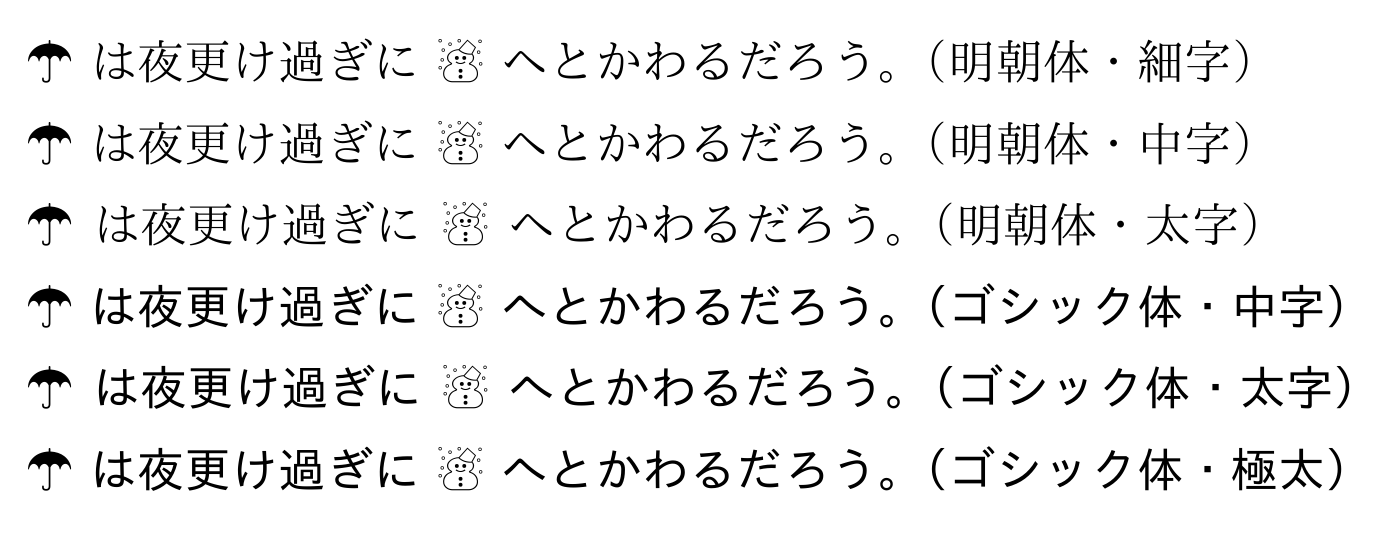 ☂ は夜更け過ぎに ☃ へとかわるだろう。（明朝体・細字）
☂ は夜更け過ぎに ☃ へとかわるだろう。（明朝体・中字）
☂ は夜更け過ぎに ☃ へとかわるだろう。（明朝体・太字）
☂ は夜更け過ぎに ☃ へとかわるだろう。（ゴシック体・中字）
☂ は夜更け過ぎに ☃ へとかわるだろう。（ゴシック体・太字）
☂ は夜更け過ぎに ☃ へとかわるだろう。（ゴシック体・極太）